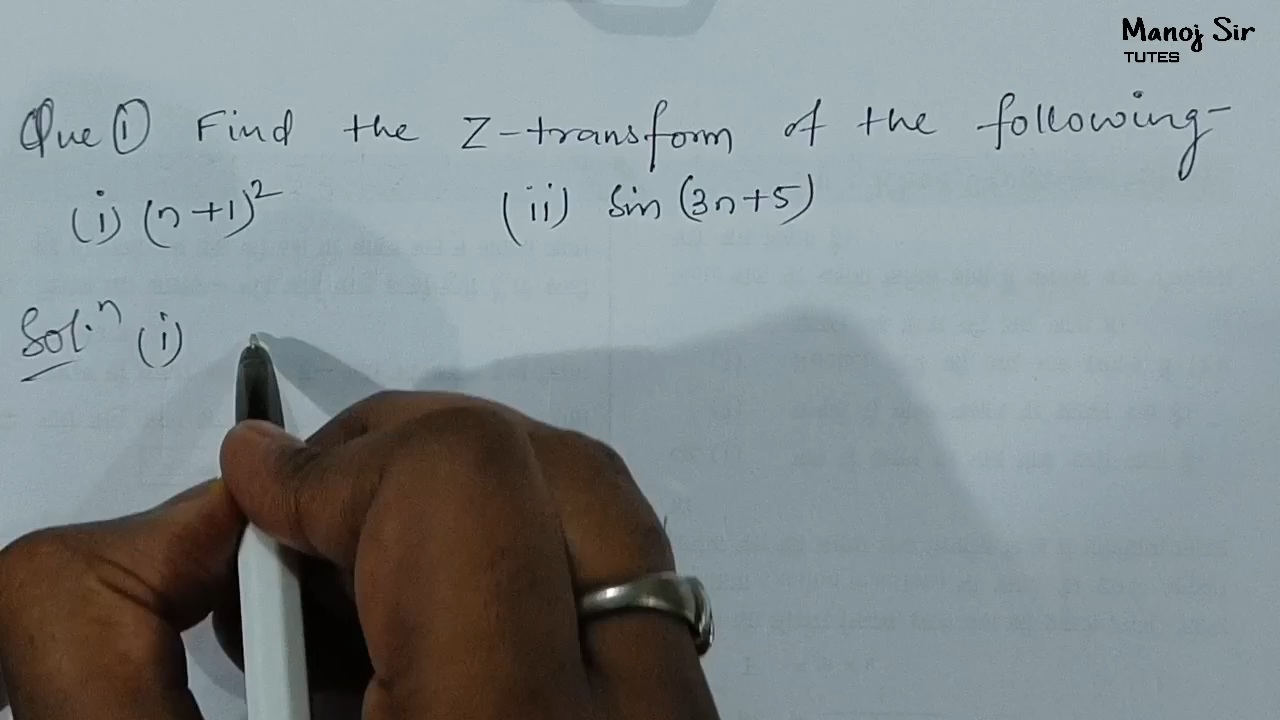 Manoj Sir
TUTES
Que ① Find the Z-transform of the following-
(i) (n+1)² (ii) Sin (3n+5)
Sol.ⁿ (i)